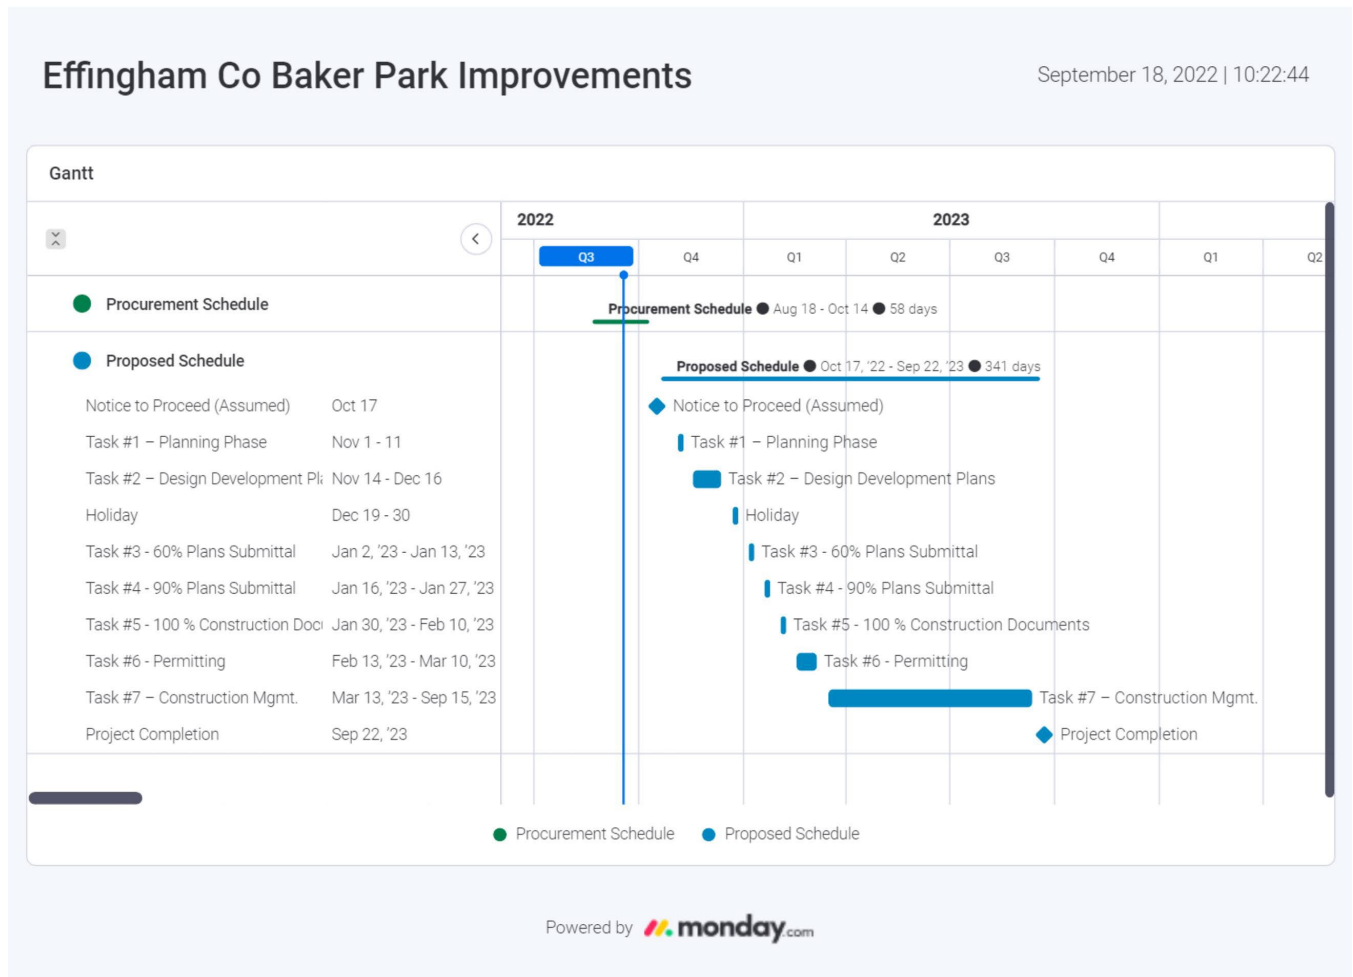 Effingham Co Baker Park Improvements
September 18, 2022 | 10:22:44
Gantt
2022 2023
Q3 Q4 Q1 Q2 Q3 Q4 Q1 Q2
Procurement Schedule Procurement Schedule ● Aug 18 - Oct 14 ● 58 days
Proposed Schedule Proposed Schedule ● Oct 17, '22 - Sep 22, '23 ● 341 days
Notice to Proceed (Assumed) Oct 17 Notice to Proceed (Assumed)
Task #1 – Planning Phase Nov 1 - 11 Task #1 – Planning Phase
Task #2 – Design Development Pl Nov 14 - Dec 16 Task #2 – Design Development Plans
Holiday Dec 19 - 30 Holiday
Task #3 - 60% Plans Submittal Jan 2, '23 - Jan 13, '23 Task #3 - 60% Plans Submittal
Task #4 - 90% Plans Submittal Jan 16, '23 - Jan 27, '23 Task #4 - 90% Plans Submittal
Task #5 - 100 % Construction Doc Jan 30, '23 - Feb 10, '23 Task #5 - 100 % Construction Documents
Task #6 - Permitting Feb 13, '23 - Mar 10, '23 Task #6 - Permitting
Task #7 – Construction Mgmt. Mar 13, '23 - Sep 15, '23 Task #7 – Construction Mgmt.
Project Completion Sep 22, '23 Project Completion
Procurement Schedule Proposed Schedule
Powered by monday.com